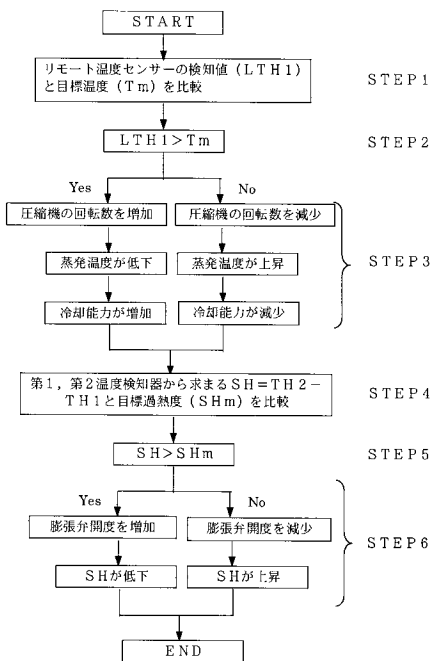 START
リモート温度センサーの検知値（LTH1）
と目標温度（Tm）を比較
STEP1
LTH1>Tm
STEP2
Yes
No
圧縮機の回転数を増加
圧縮機の回転数を減少
蒸発温度が低下
蒸発温度が上昇
STEP3
冷却能力が増加
冷却能力が減少
第1，第2温度検知器から求まるSH=TH2-
TH1と目標過熱度（SHm）を比較
STEP4
SH>SHm
STEP5
Yes
No
膨張弁開度を増加
膨張弁開度を減少
STEP6
SHが低下
SHが上昇
END